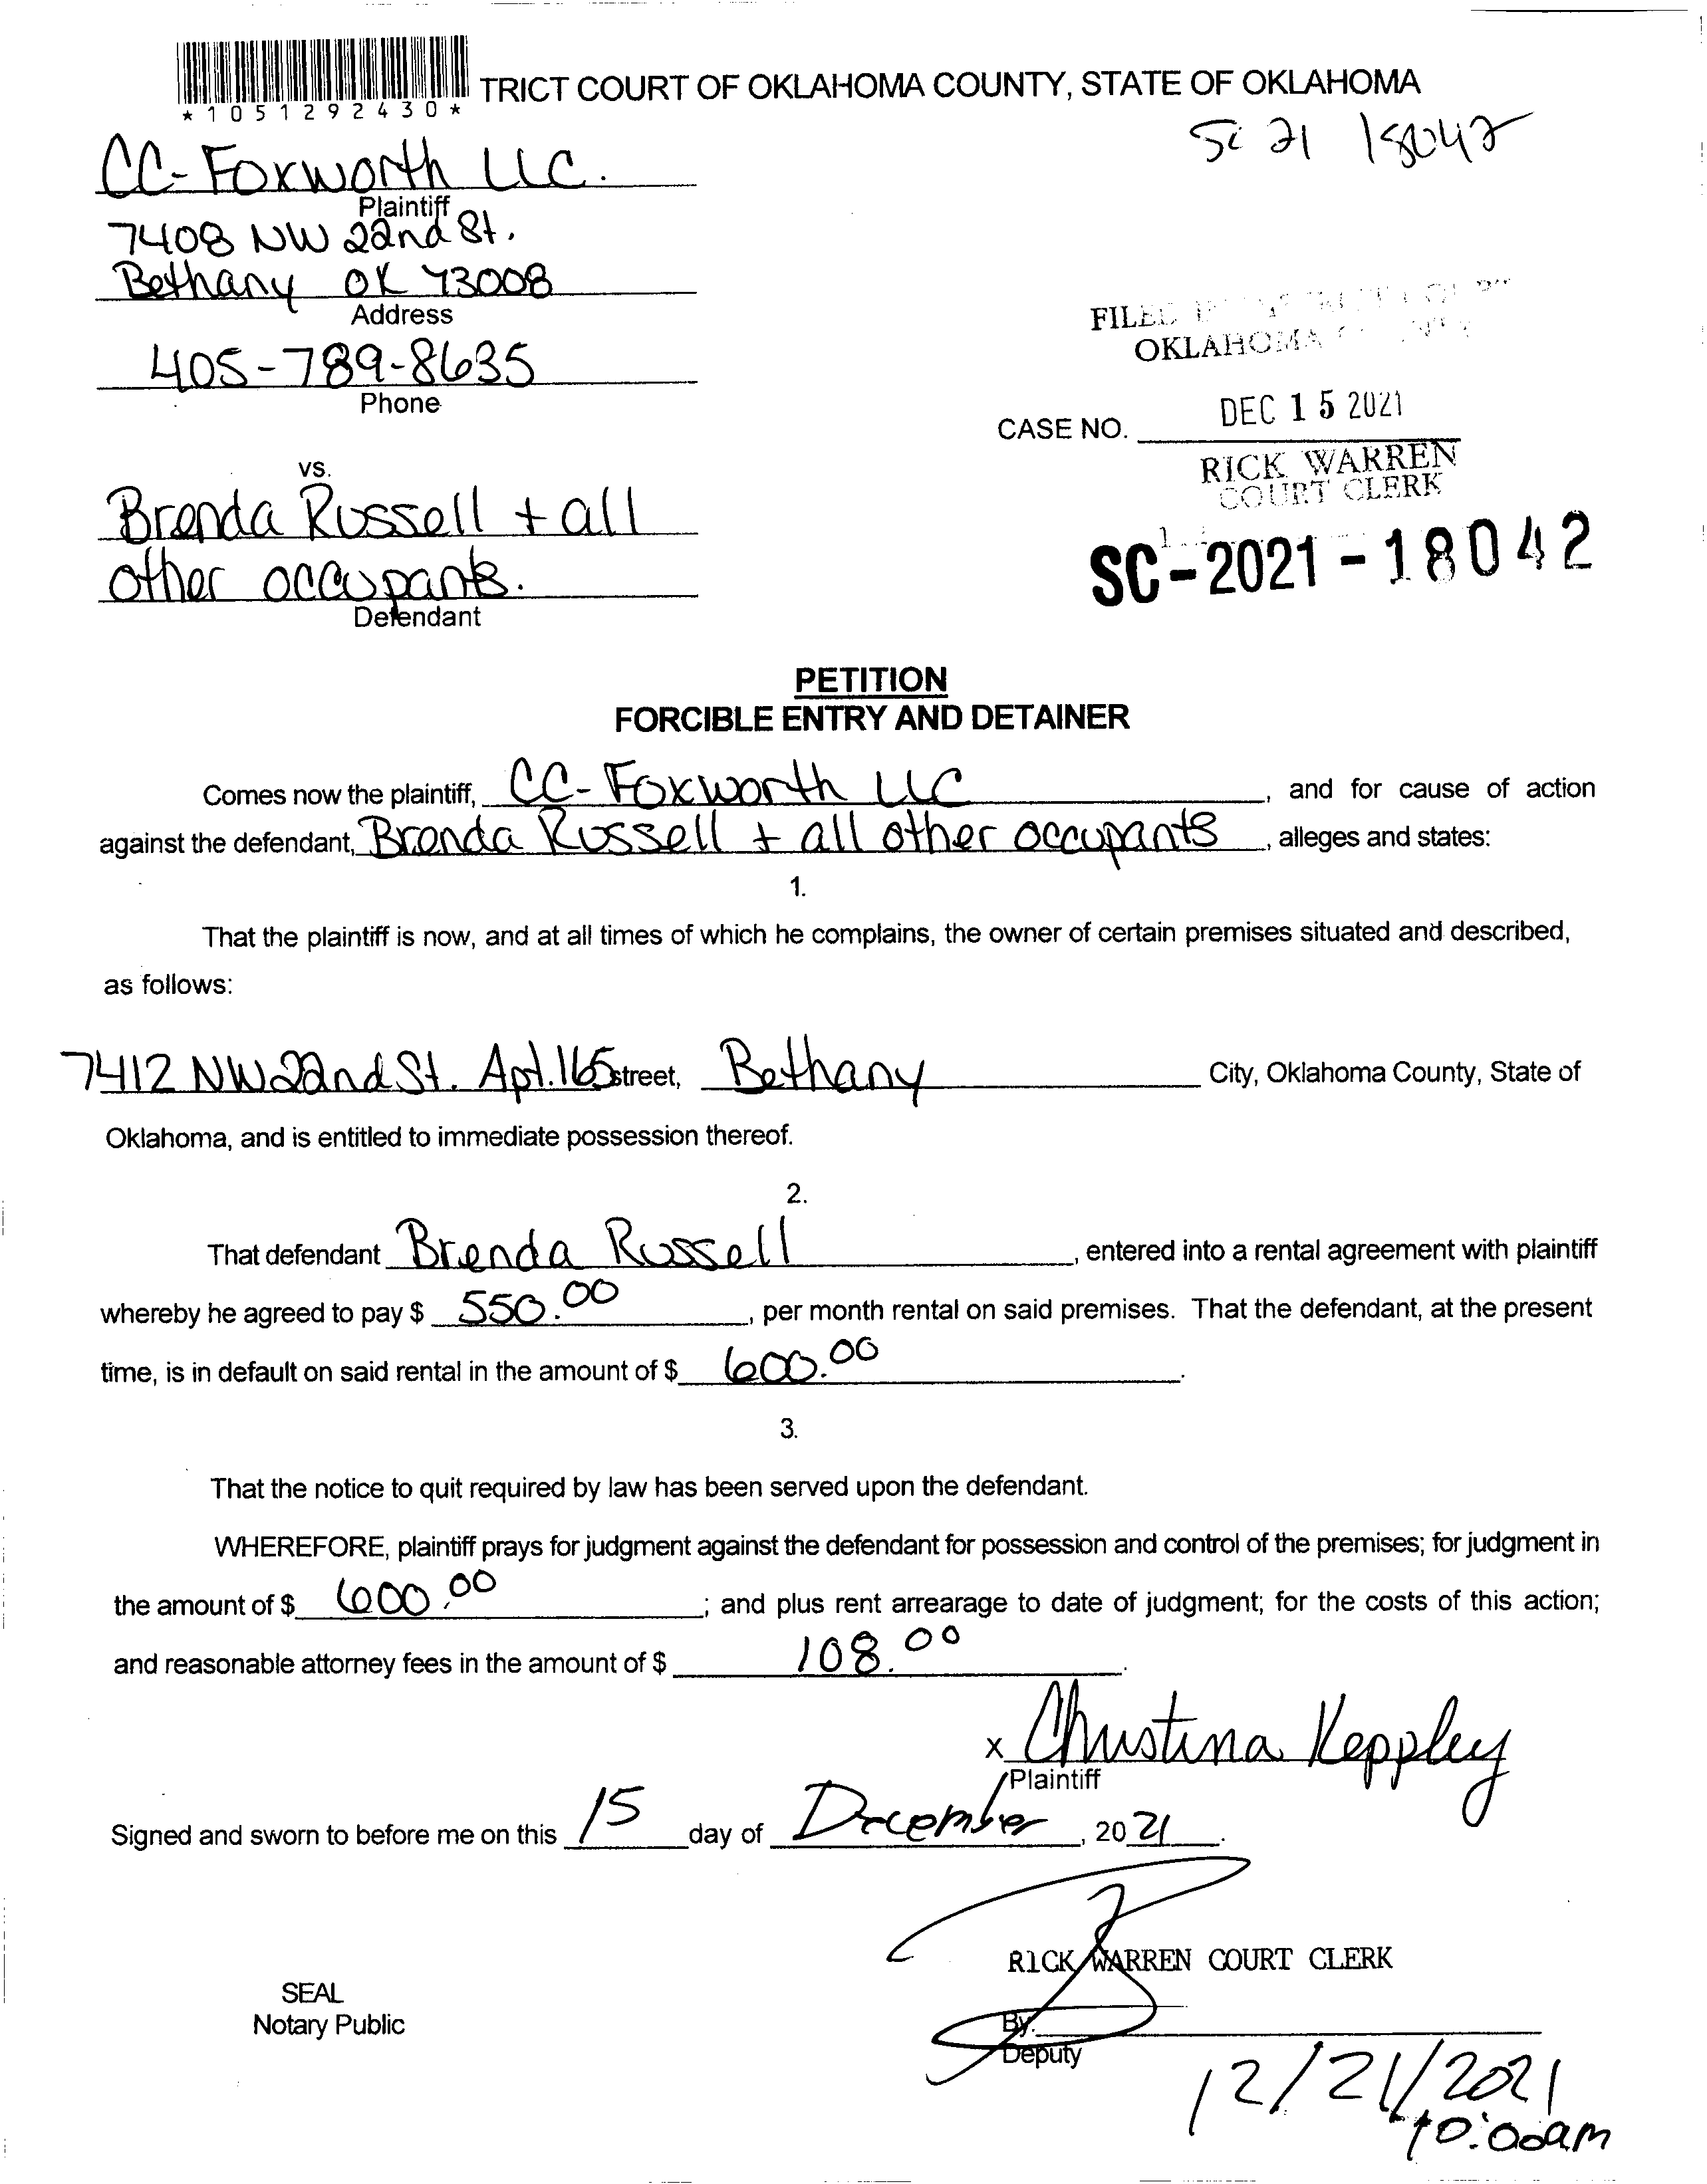 *1051292430*
TRICT COURT OF OKLAHOMA COUNTY, STATE OF OKLAHOMA
SC 21 18042
CC-Foxworth LLC.
Plaintiff
7408 NW 22nd St.
Bethany OK 73008
Address
405-789-8635
Phone
FILED
OKLAHOMA
DEC 15 2021
CASE NO.
RICK WARREN
COURT CLERK
SC-2021-18042
vs.
Brenda Russell + all
other occupants.
Defendant
PETITION
FORCIBLE ENTRY AND DETAINER
Comes now the plaintiff, CC-Foxworth LLC, and for cause of action
against the defendant, Brenda Russell + all other occupants, alleges and states:
1.
That the plaintiff is now, and at all times of which he complains, the owner of certain premises situated and described,
as follows:
7412 NW 22nd St. Apt. 165 street, Bethany City, Oklahoma County, State of
Oklahoma, and is entitled to immediate possession thereof.
2.
That defendant Brenda Russell, entered into a rental agreement with plaintiff
whereby he agreed to pay $ 550.00, per month rental on said premises. That the defendant, at the present
time, is in default on said rental in the amount of $ 600.00.
3.
That the notice to quit required by law has been served upon the defendant.
WHEREFORE, plaintiff prays for judgment against the defendant for possession and control of the premises; for judgment in
the amount of $ 600.00; and plus rent arrearage to date of judgment; for the costs of this action;
and reasonable attorney fees in the amount of $ 108.00.
x Christina Keppley
Plaintiff
Signed and sworn to before me on this 15 day of December, 2021.
RICK WARREN COURT CLERK
SEAL
Notary Public
By:
Deputy
12/21/2021
10:00am